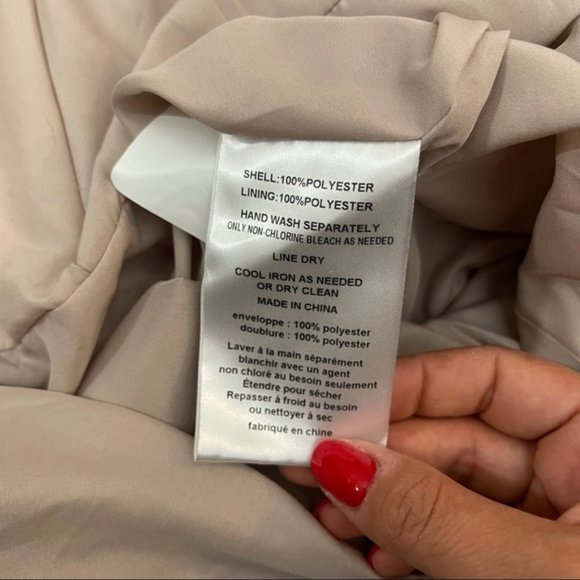 SHELL:100%POLYESTER
LINING:100%POLYESTER
HAND WASH SEPARATELY
ONLY NON-CHLORINE BLEACH AS NEEDED
LINE DRY
COOL IRON AS NEEDED
OR DRY CLEAN
MADE IN CHINA
enveloppe : 100% polyester
doublure : 100% polyester
Laver à la main séparément
blanchir avec un agent
non chloré au besoin seulement
Étendre pour sécher
Repasser à froid au besoin
ou nettoyer à sec
fabriqué en chine